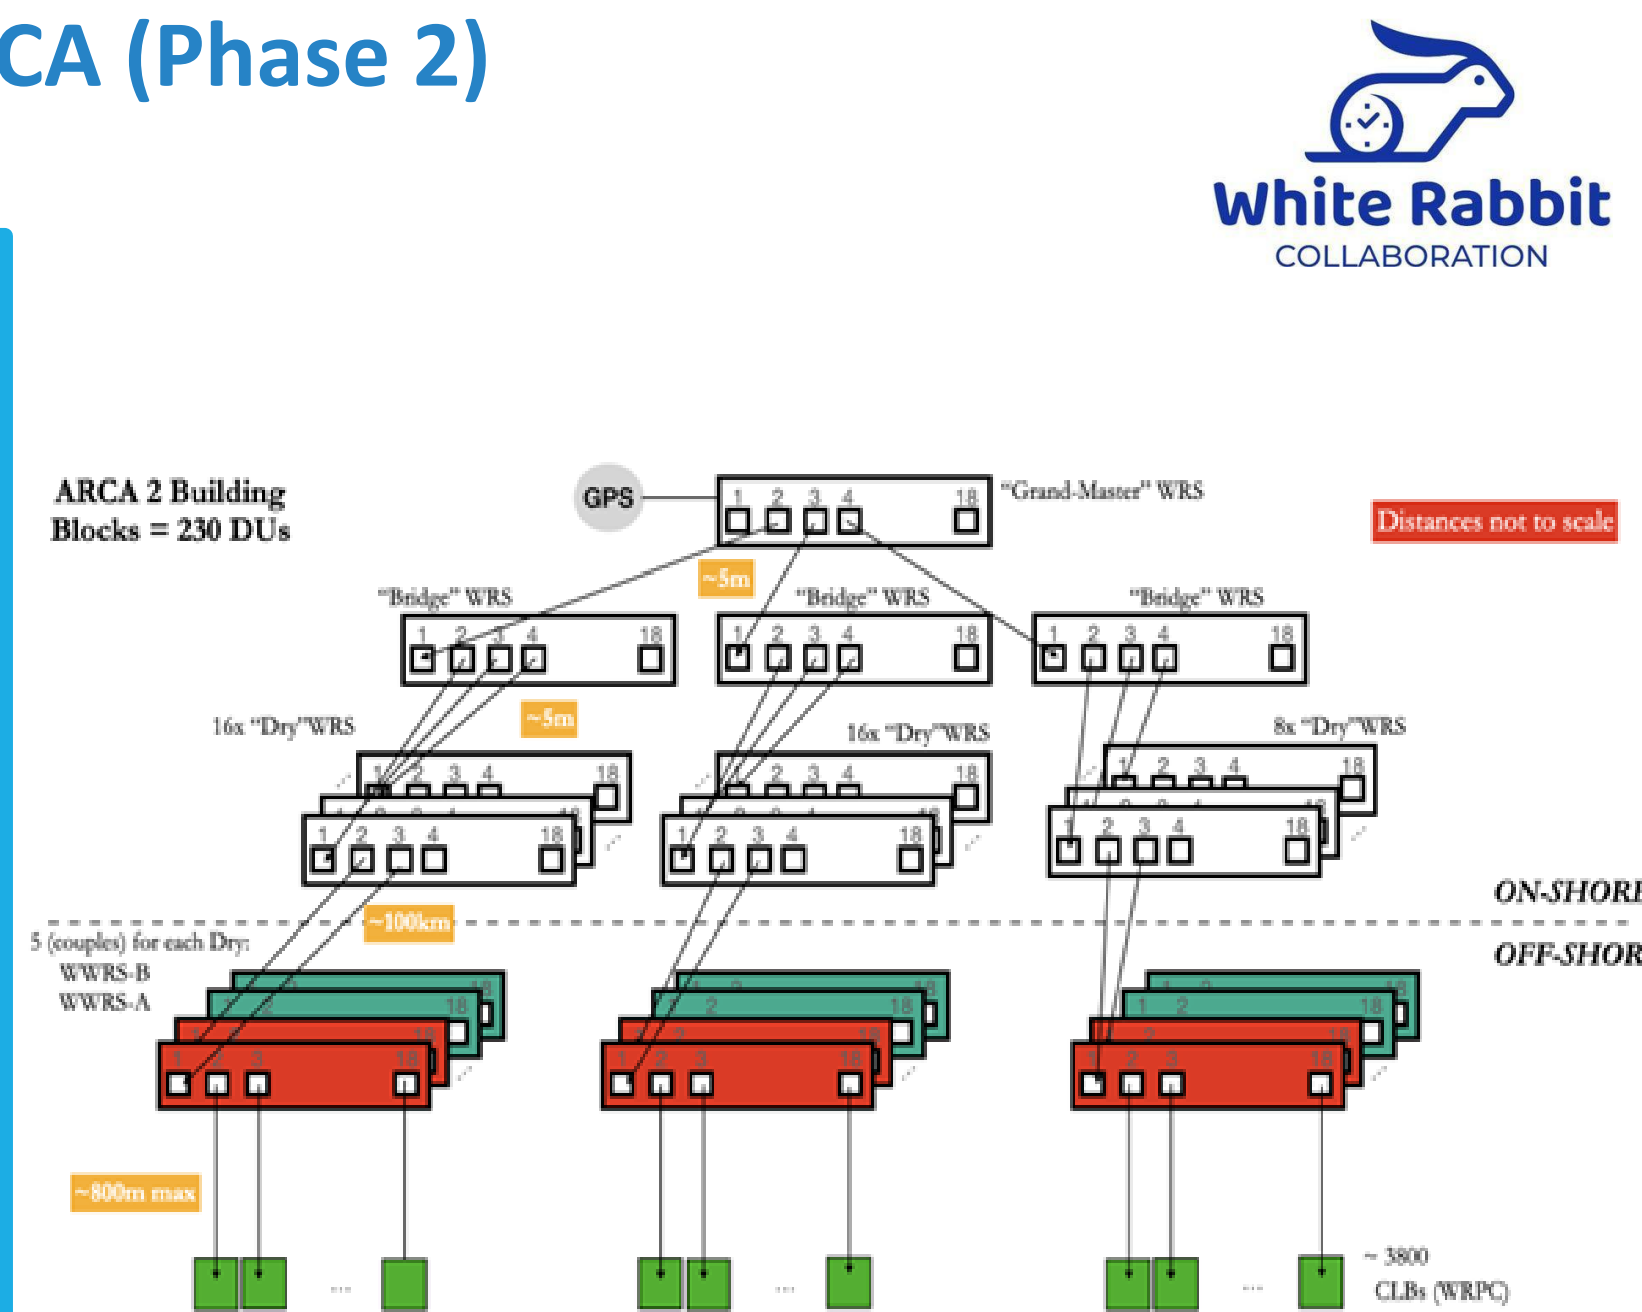 CA (Phase 2)
White Rabbit
COLLABORATION
ARCA 2 Building
Blocks = 230 DUs
GPS
1 2 3 4 18
"Grand-Master" WRS
Distances not to scale
~5m
"Bridge" WRS
"Bridge" WRS
"Bridge" WRS
1 2 3 4 18
1 2 3 4 18
1 2 3 4 18
16x "Dry"WRS
~5m
16x "Dry"WRS
8x "Dry"WRS
1 2 3 4 18
1 2 3 4 18
1 2 3 4 18
1 2 3 4 18
1 2 3 4 18
1 2 3 4 18
ON-SHORE
~100km
5 (couples) for each Dry:
WWRS-B
WWRS-A
OFF-SHOR
1 2 18
1 2 18
1 2 18
1 2 3 18
1 2 3 18
1 2 3 18
~800m max
...
...
...
~ 3800
CLBs (WRPC)